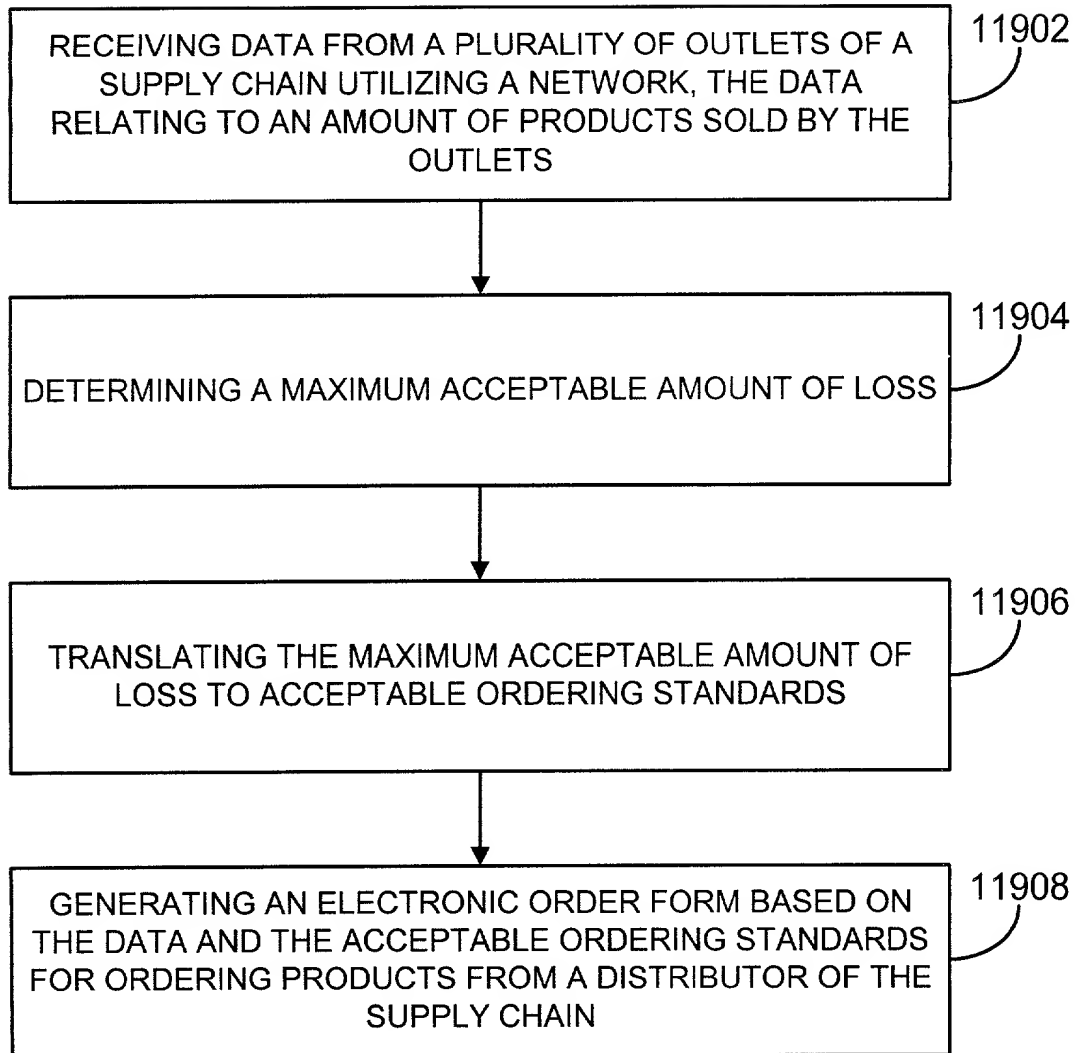 RECEIVING DATA FROM A PLURALITY OF OUTLETS OF A
SUPPLY CHAIN UTILIZING A NETWORK, THE DATA
RELATING TO AN AMOUNT OF PRODUCTS SOLD BY THE
OUTLETS
11902
DETERMINING A MAXIMUM ACCEPTABLE AMOUNT OF LOSS
11904
TRANSLATING THE MAXIMUM ACCEPTABLE AMOUNT OF
LOSS TO ACCEPTABLE ORDERING STANDARDS
11906
GENERATING AN ELECTRONIC ORDER FORM BASED ON
THE DATA AND THE ACCEPTABLE ORDERING STANDARDS
FOR ORDERING PRODUCTS FROM A DISTRIBUTOR OF THE
SUPPLY CHAIN
11908